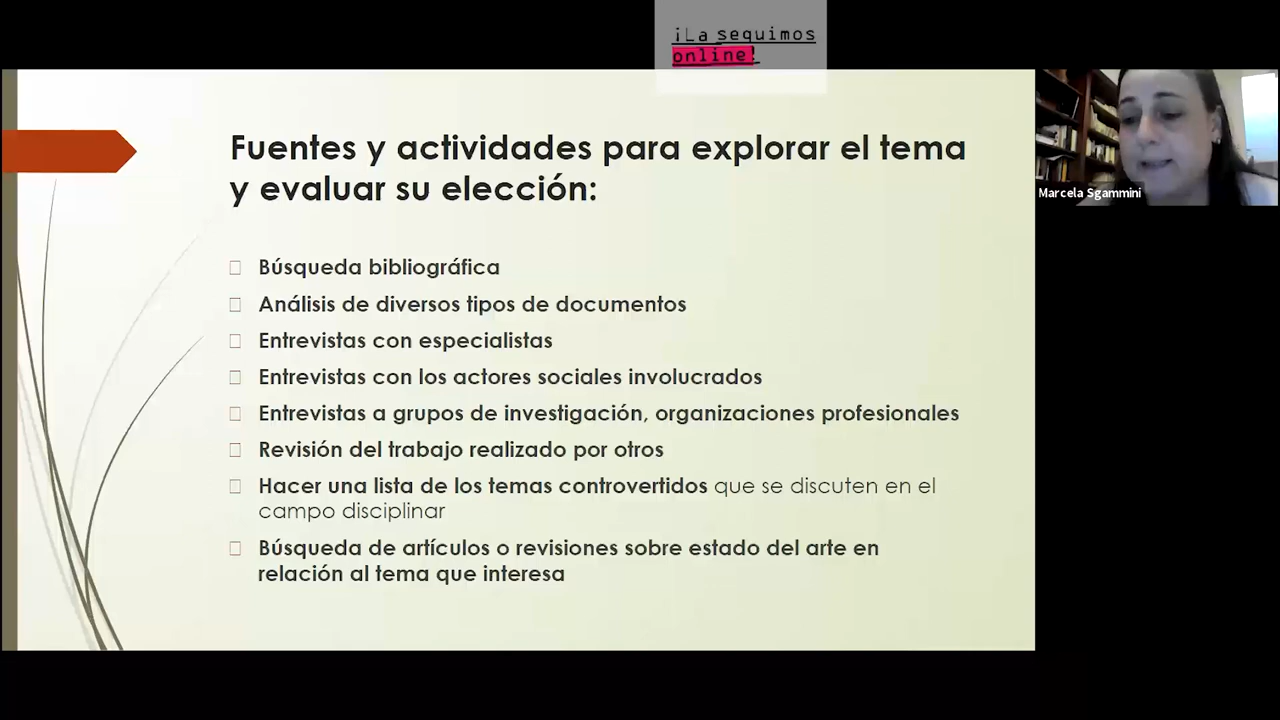 ¡La seguimos
online!
Fuentes y actividades para explorar el tema
y evaluar su elección:
Búsqueda bibliográfica
Análisis de diversos tipos de documentos
Entrevistas con especialistas
Entrevistas con los actores sociales involucrados
Entrevistas a grupos de investigación, organizaciones profesionales
Revisión del trabajo realizado por otros
Hacer una lista de los temas controvertidos que se discuten en el
campo disciplinar
Búsqueda de artículos o revisiones sobre estado del arte en
relación al tema que interesa
Marcela Sgammini